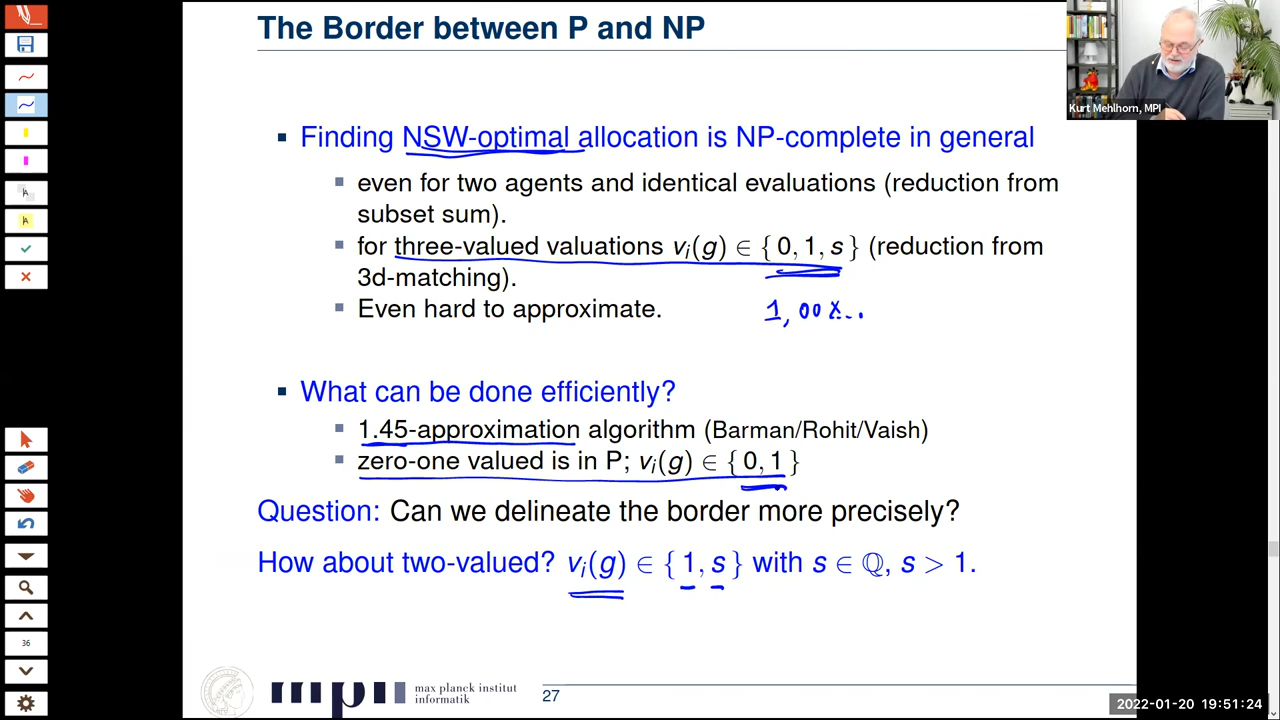 The Border between P and NP
Kurt Mehlhorn, MPI
Finding NSW-optimal allocation is NP-complete in general
even for two agents and identical evaluations (reduction from
subset sum).
for three-valued valuations vᵢ(g) ∈ { 0, 1, s } (reduction from
3d-matching).
Even hard to approximate.
1, 00x..
What can be done efficiently?
1.45-approximation algorithm (Barman/Rohit/Vaish)
zero-one valued is in P; vᵢ(g) ∈ { 0, 1 }
Question: Can we delineate the border more precisely?
How about two-valued? vᵢ(g) ∈ { 1, s } with s ∈ ℚ, s > 1.
36
max planck institut
informatik
27
2022-01-20 19:51:24